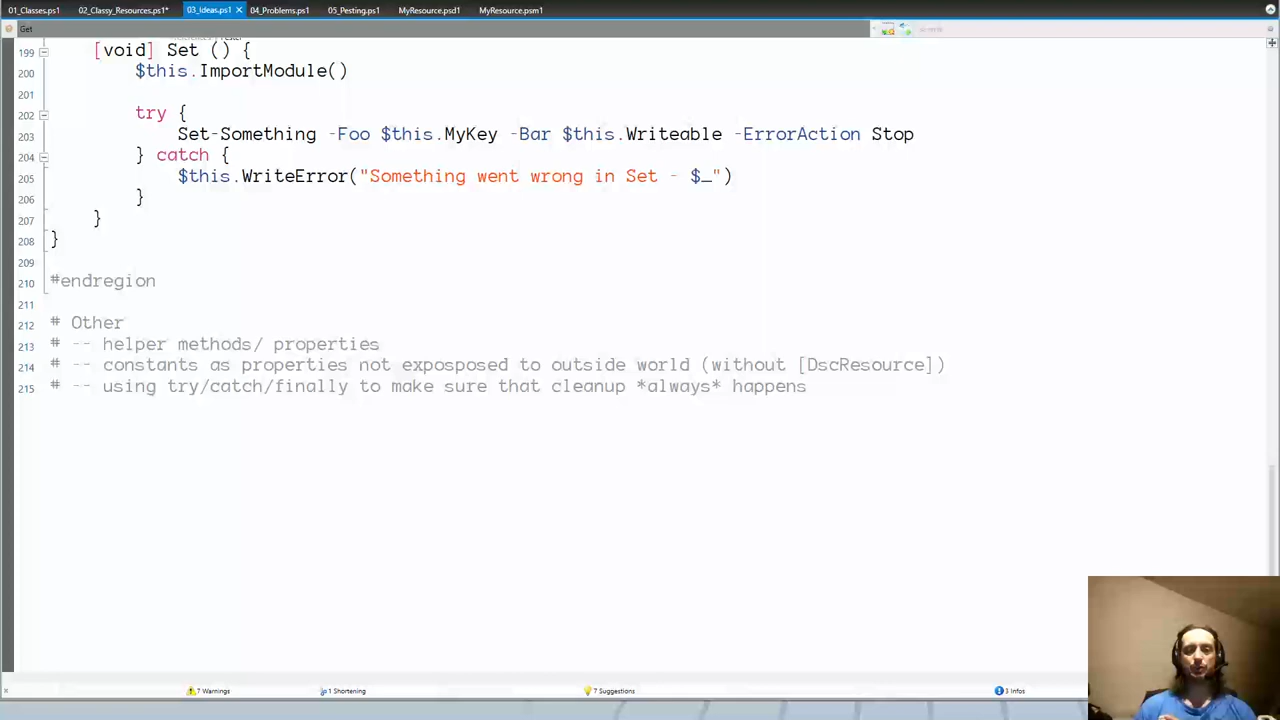 01_Classes.ps1 02_Classy_Resources.ps1* 03_Ideas.ps1 04_Problems.ps1 05_Pesting.ps1 MyResource.psd1 MyResource.psm1
Get
199 [void] Set () {
200 $this.ImportModule()
201
202 try {
203 Set-Something -Foo $this.MyKey -Bar $this.Writeable -ErrorAction Stop
204 } catch {
205 $this.WriteError("Something went wrong in Set - $_")
206 }
207 }
208 }
209
210 #endregion
211
212 # Other
213 # -- helper methods/ properties
214 # -- constants as properties not exposposed to outside world (without [DscResource])
215 # -- using try/catch/finally to make sure that cleanup *always* happens
7 Warnings 1 Shortening 7 Suggestions 3 Infos